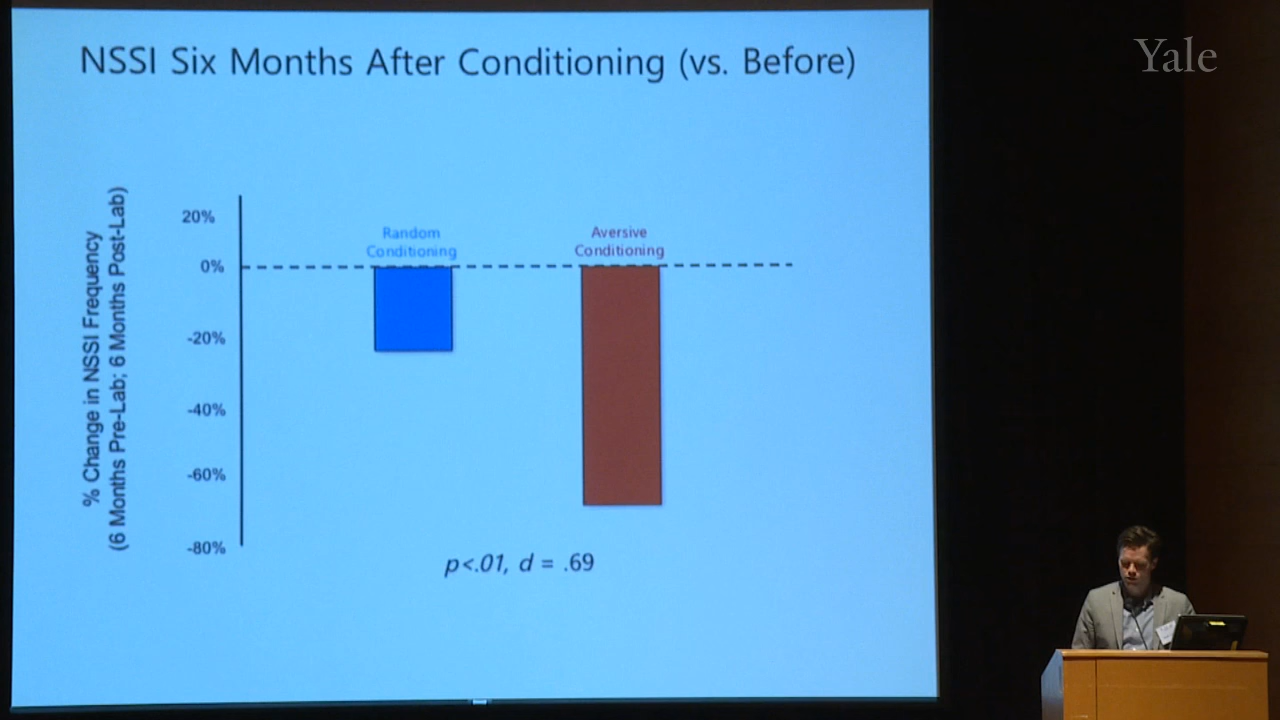 NSSI Six Months After Conditioning (vs. Before)
Yale
% Change in NSSI Frequency
(6 Months Pre-Lab; 6 Months Post-Lab)
20%
0%
-20%
-40%
-60%
-80%
Random
Conditioning
Aversive
Conditioning
p<.01, d = .69